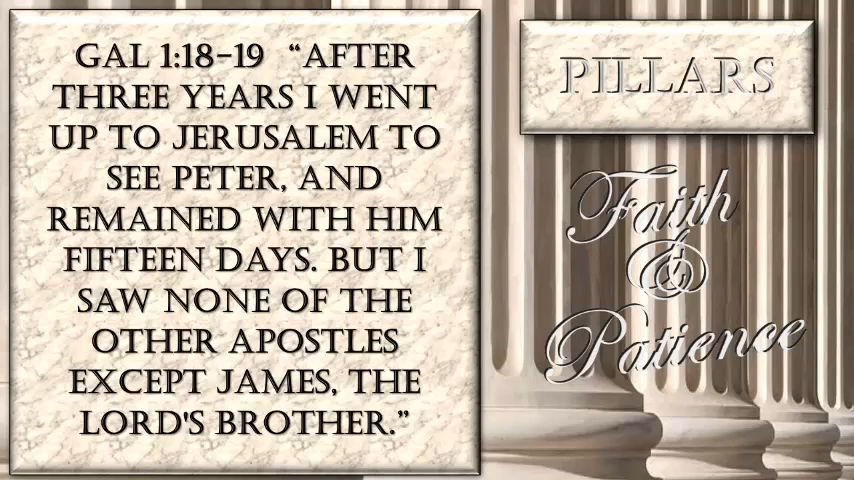 GAL 1:18-19 "AFTER
THREE YEARS I WENT
UP TO JERUSALEM TO
SEE PETER, AND
REMAINED WITH HIM
FIFTEEN DAYS. BUT I
SAW NONE OF THE
OTHER APOSTLES
EXCEPT JAMES, THE
LORD'S BROTHER."
PILLARS
Faith
&
Patience